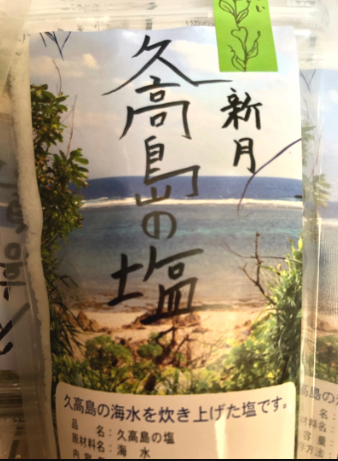 久高島の塩
新月
久高島の海水を炊き上げた塩です。
品　名：久高島の塩
原材料名：海　水